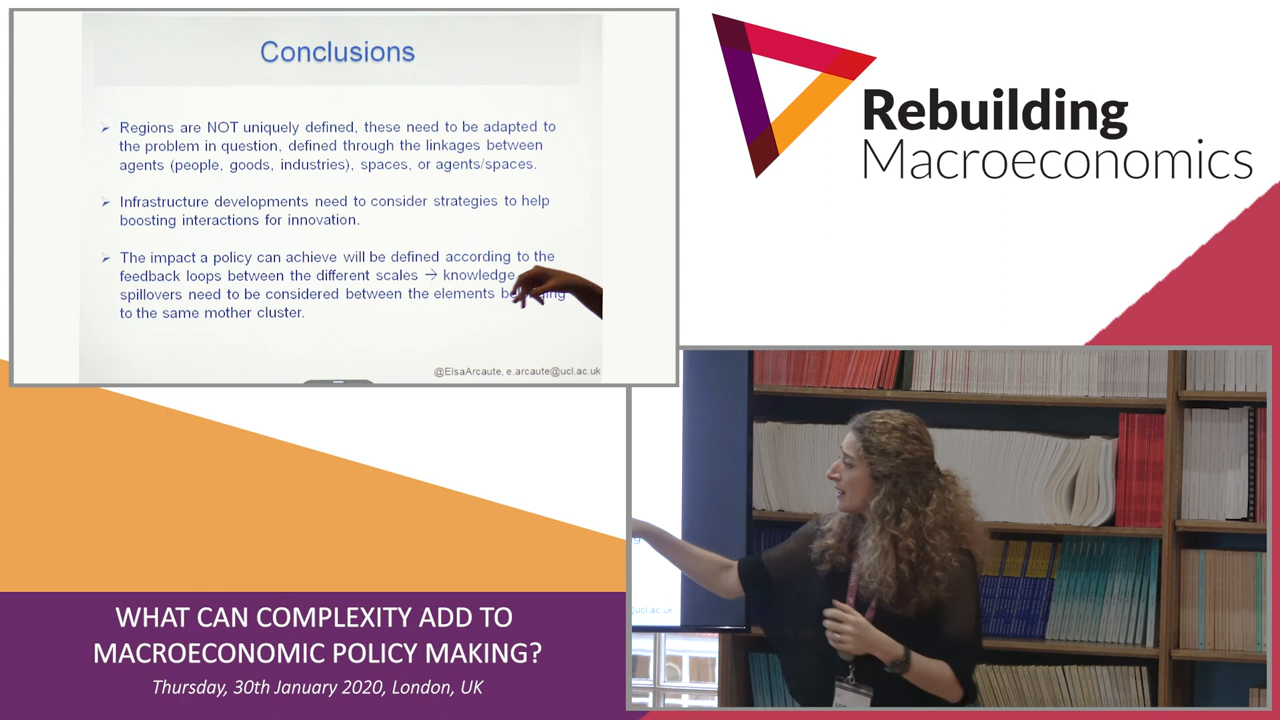 Conclusions
➢ Regions are NOT uniquely defined, these need to be adapted to
the problem in question, defined through the linkages between
agents (people, goods, industries), spaces, or agents/spaces.
➢ Infrastructure developments need to consider strategies to help
boosting interactions for innovation.
➢ The impact a policy can achieve will be defined according to the
feedback loops between the different scales → knowledge
spillovers need to be considered between the elements
to the same mother cluster.
@ElsaArcaute, e.arcaute@ucl.ac.uk
Rebuilding
Macroeconomics
ucl.ac.uk
WHAT CAN COMPLEXITY ADD TO
MACROECONOMIC POLICY MAKING?
Thursday, 30th January 2020, London, UK